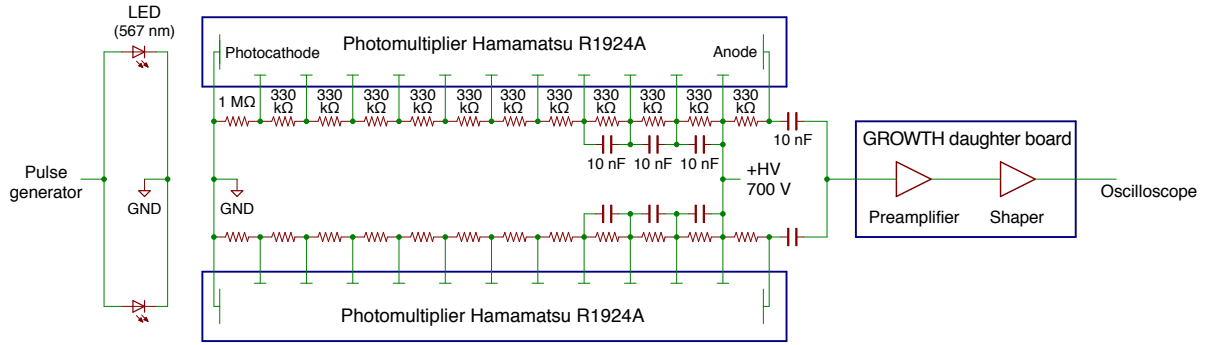 LED
(567 nm)
Photomultiplier Hamamatsu R1924A
Photocathode
Anode
1 MΩ
330 kΩ
330 kΩ
330 kΩ
330 kΩ
330 kΩ
330 kΩ
330 kΩ
330 kΩ
330 kΩ
330 kΩ
330 kΩ
10 nF
10 nF
10 nF
10 nF
GROWTH daughter board
Pulse
generator
GND
GND
+HV
700 V
Preamplifier
Shaper
Oscilloscope
Photomultiplier Hamamatsu R1924A